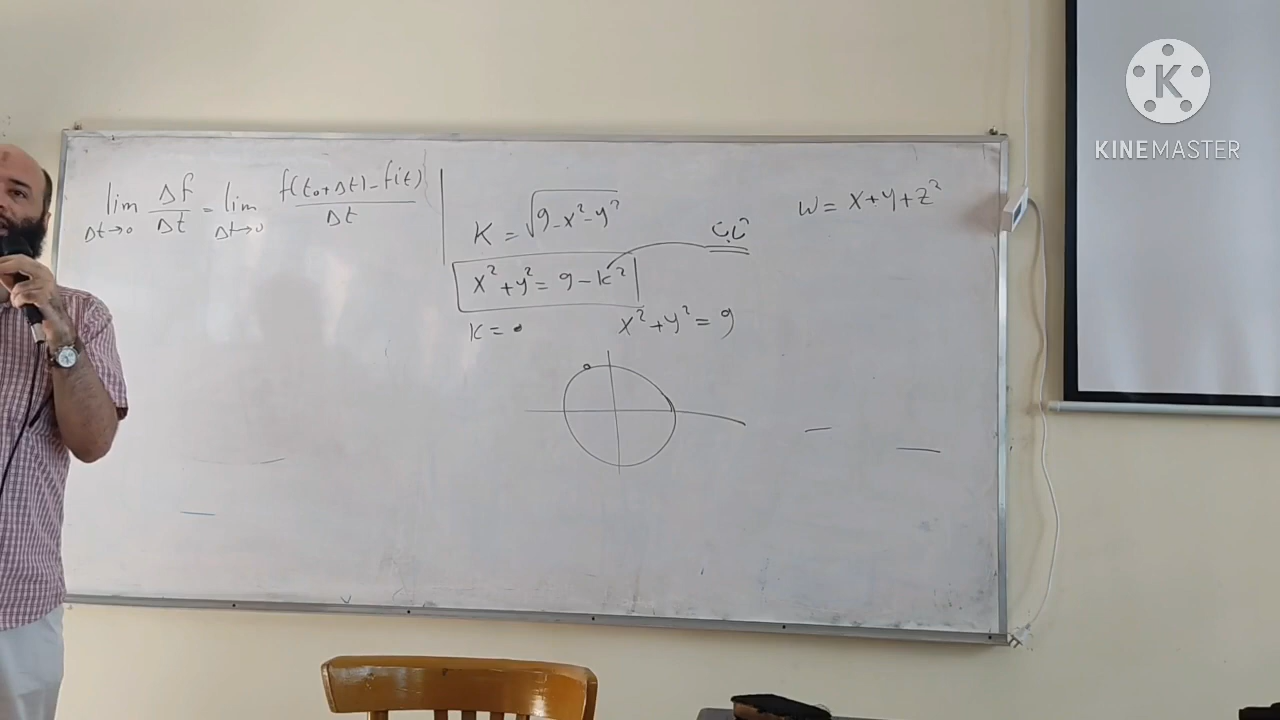 lim Δf/Δt = lim f(t₀+Δt)-f(t)/Δt
Δt→0 Δt→0
K = √9-x²-y²
x²+y² = 9-k²
ثابت
K = 0 x²+y² = 9
W = x+y+z²
K
KINEMASTER